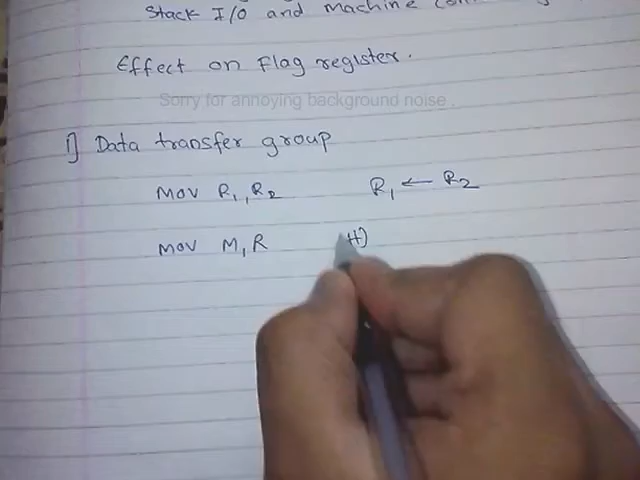 Stack I/O and Machine
Effect on Flag register.
Sorry for annoying background noise .
1] Data transfer group
MOV R1,R2 R1 ← R2
MOV M,R H)